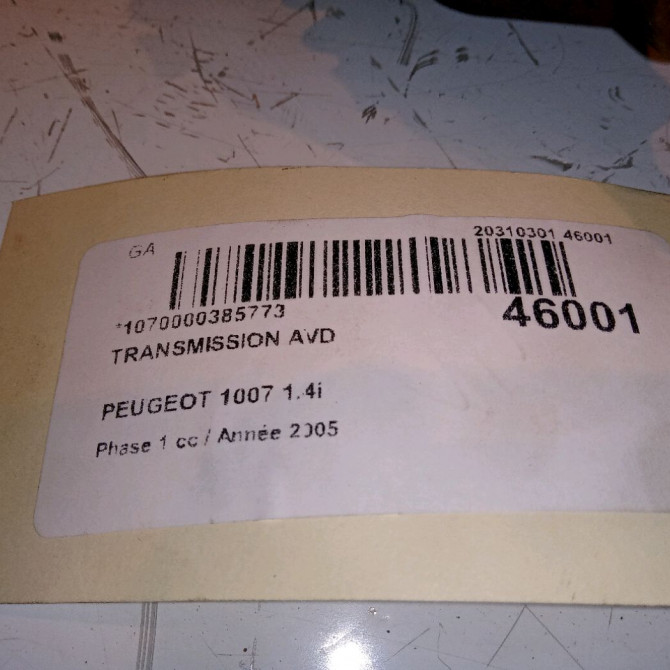 GA
20310301 46001
*1070000385773
46001
TRANSMISSION AVD
PEUGEOT 1007 1.4i
Phase 1 cc / Année 2005